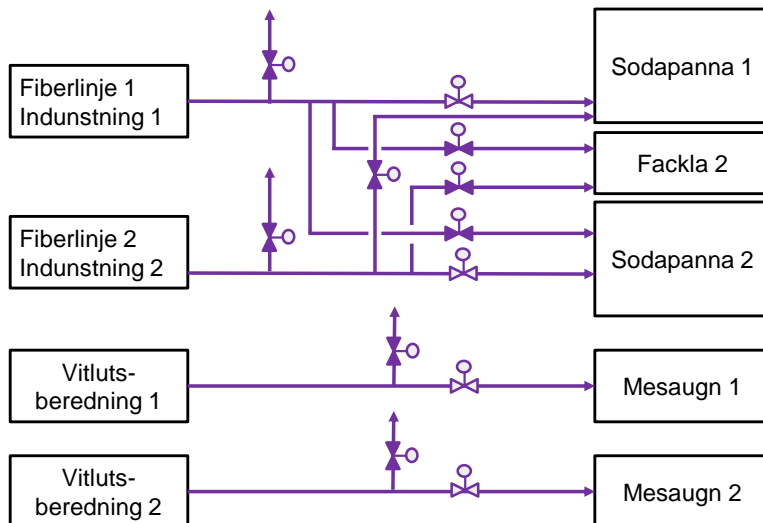 Fiberlinje 1
Indunstning 1
Sodapanna 1
Fackla 2
Fiberlinje 2
Indunstning 2
Sodapanna 2
Vitluts-
beredning 1
Mesaugn 1
Vitluts-
beredning 2
Mesaugn 2